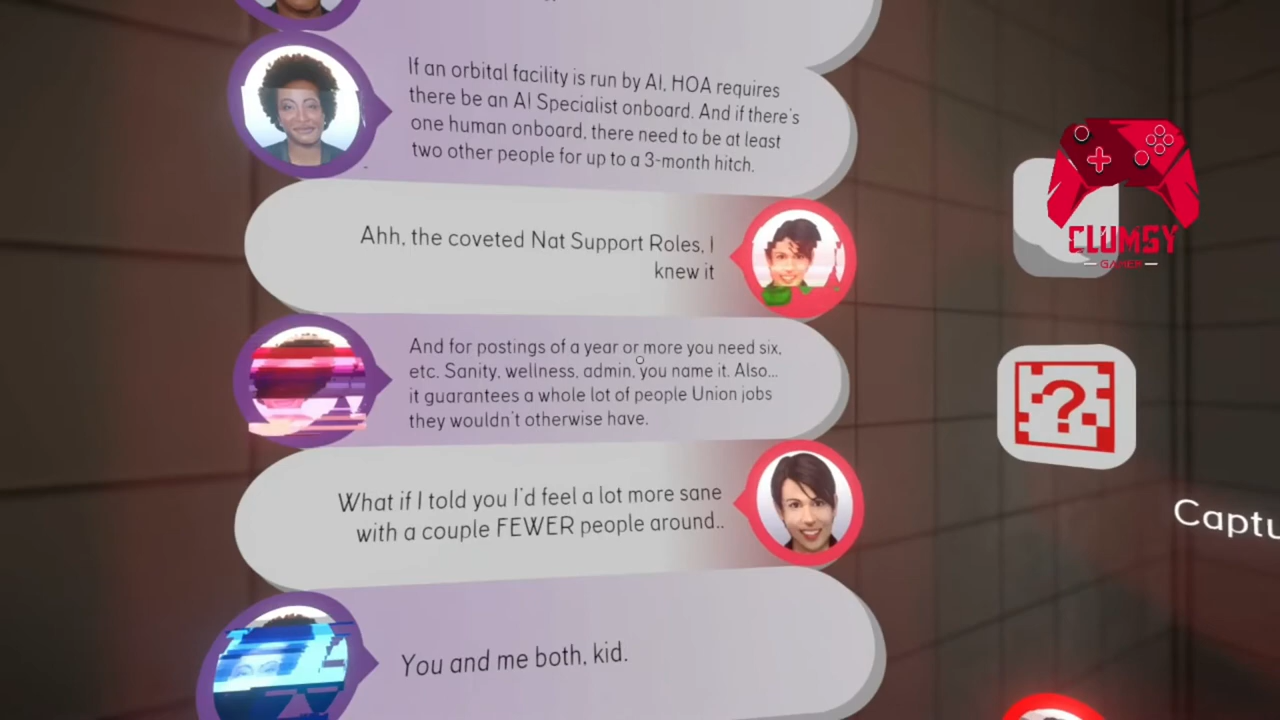 If an orbital facility is run by AI, HOA requires
there be an AI Specialist onboard. And if there's
one human onboard, there need to be at least
two other people for up to a 3-month hitch.
Ahh, the coveted Nat Support Roles, I
knew it
And for postings of a year or more you need six,
etc. Sanity, wellness, admin, you name it. Also...
it guarantees a whole lot of people Union jobs
they wouldn't otherwise have.
What if I told you I'd feel a lot more sane
with a couple FEWER people around..
You and me both, kid.
CLUMSY
GAMER
?
Captu